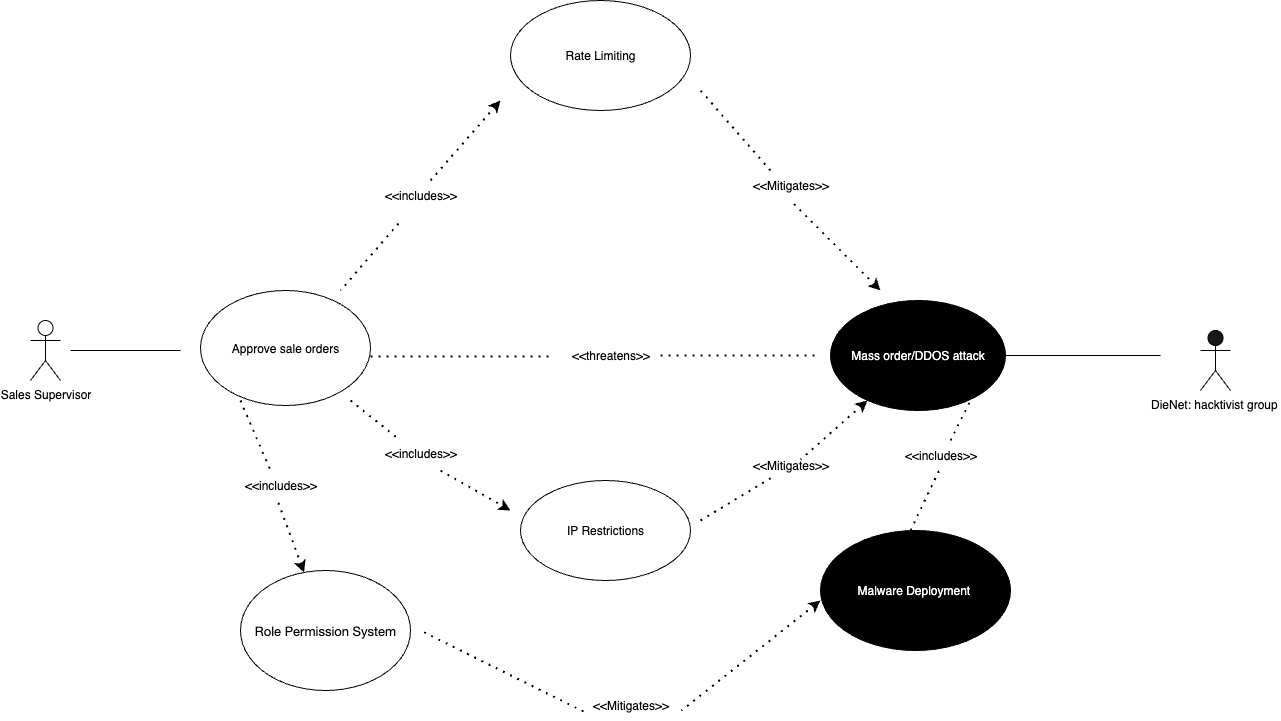 Rate Limiting
<<Mitigates>>
<<includes>>
Approve sale orders
<<threatens>>
Mass order/DDOS attack
Sales Supervisor
DieNet: hacktivist group
<<includes>>
<<includes>>
<<Mitigates>>
<<includes>>
IP Restrictions
Malware Deployment
Role Permission System
<<Mitigates>>